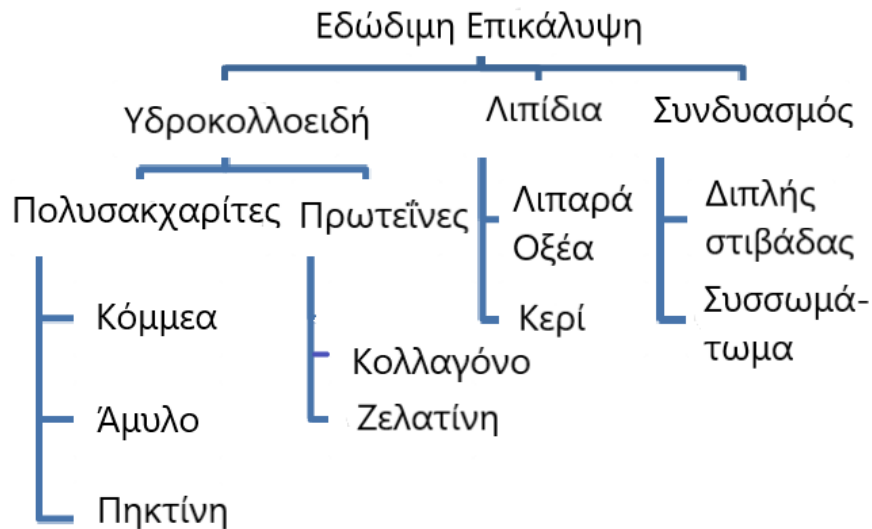 Εδώδιμη Επικάλυψη
Υδροκολλοειδή
Λιπίδια
Συνδυασμός
Πολυσακχαρίτες
Πρωτεΐνες
Λιπαρά
Οξέα
Διπλής
στιβάδας
Κόμμεα
Κερί
Συσσωμά-
τωμα
Κολλαγόνο
Άμυλο
Ζελατίνη
Πηκτίνη